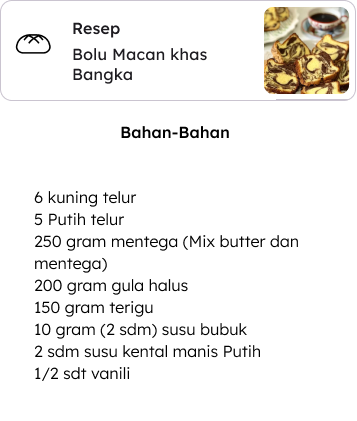 Resep
Bolu Macan khas
Bangka
Bahan-Bahan
6 kuning telur
5 Putih telur
250 gram mentega (Mix butter dan
mentega)
200 gram gula halus
150 gram terigu
10 gram (2 sdm) susu bubuk
2 sdm susu kental manis Putih
1/2 sdt vanili